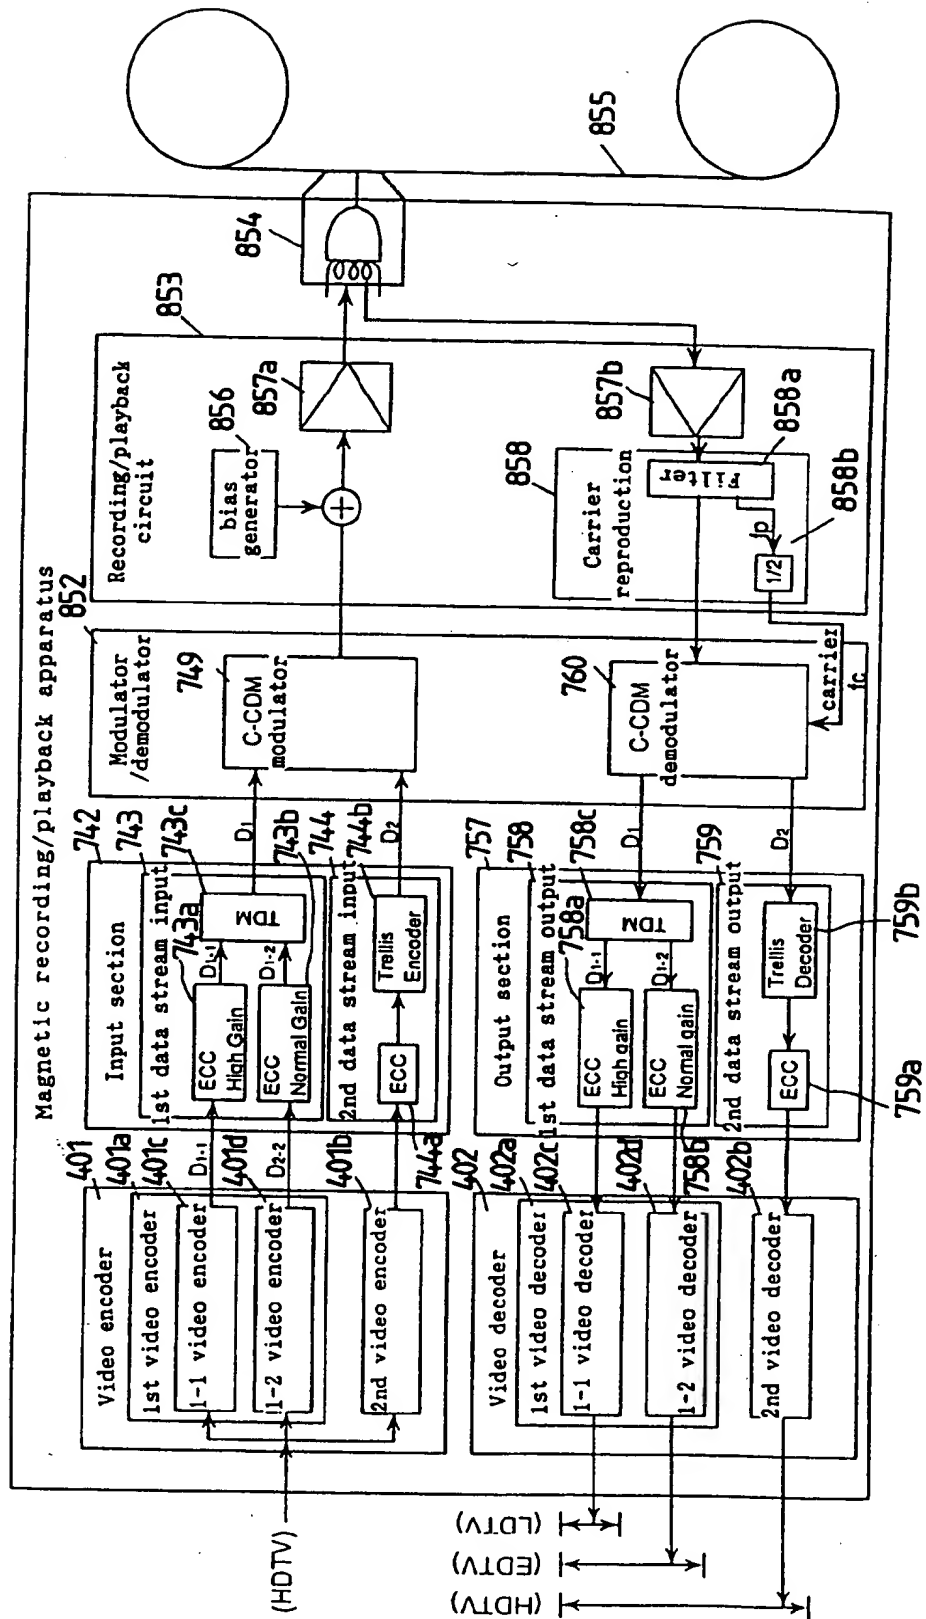 Magnetic recording/playback apparatus
(HDTV)
401
Video encoder
401a
1st video encoder
401c
1-1 video encoder
401d
1-2 video encoder
401b
2nd video encoder
D1-1
D2-2
742
Input section
743
1st data stream input
743a
ECC
High Gain
743b
ECC
Normal Gain
D1-1
D1-2
743c
TDM
744
2nd data stream input
744a
ECC
744b
Trellis
Encoder
D1
D2
852
Modulator
/demodulator
749
C-CDM
modulator
853
Recording/playback
circuit
856
bias
generator
857a
854
855
857b
858
Carrier
reproduction
858a
Filter
858b
fp
1/2
carrier
fc
760
C-CDM
demodulator
D1
D2
757
Output section
758
1st data stream output
758c
TDM
D1-1
D1-2
758a
ECC
High gain
758b
ECC
Normal gain
759
2nd data stream output
759b
Trellis
Decoder
759a
ECC
402
Video decoder
402a
1st video decoder
402c
1-1 video decoder
402d
1-2 video decoder
402b
2nd video decoder
(LDTV)
(EDTV)
(HDTV)